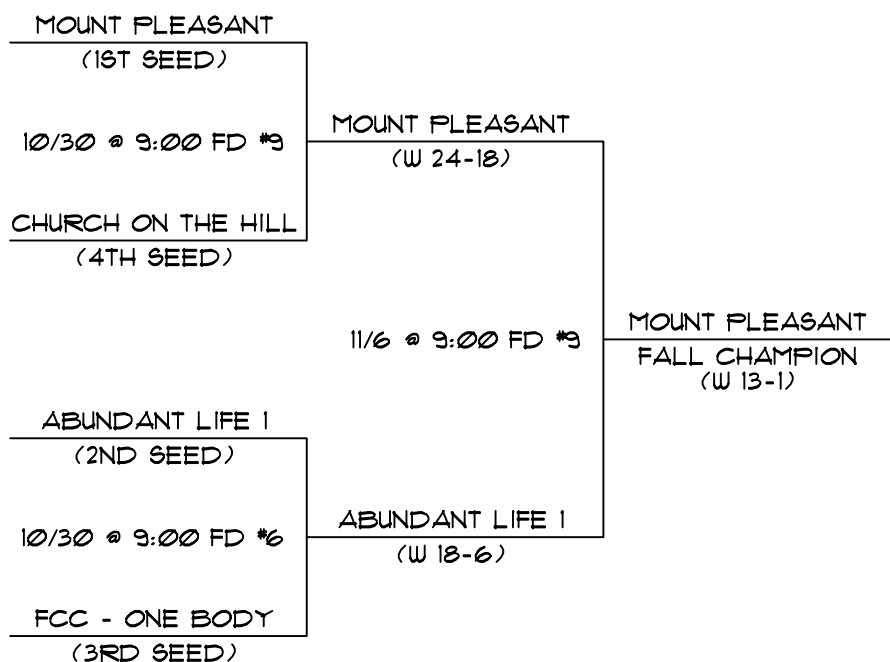 MOUNT PLEASANT
(1ST SEED)
10/30 @ 9:00 FD #9
MOUNT PLEASANT
(W 24-18)
CHURCH ON THE HILL
(4TH SEED)
11/6 @ 9:00 FD #9
MOUNT PLEASANT
FALL CHAMPION
(W 13-1)
ABUNDANT LIFE 1
(2ND SEED)
10/30 @ 9:00 FD #6
ABUNDANT LIFE 1
(W 18-6)
FCC - ONE BODY
(3RD SEED)